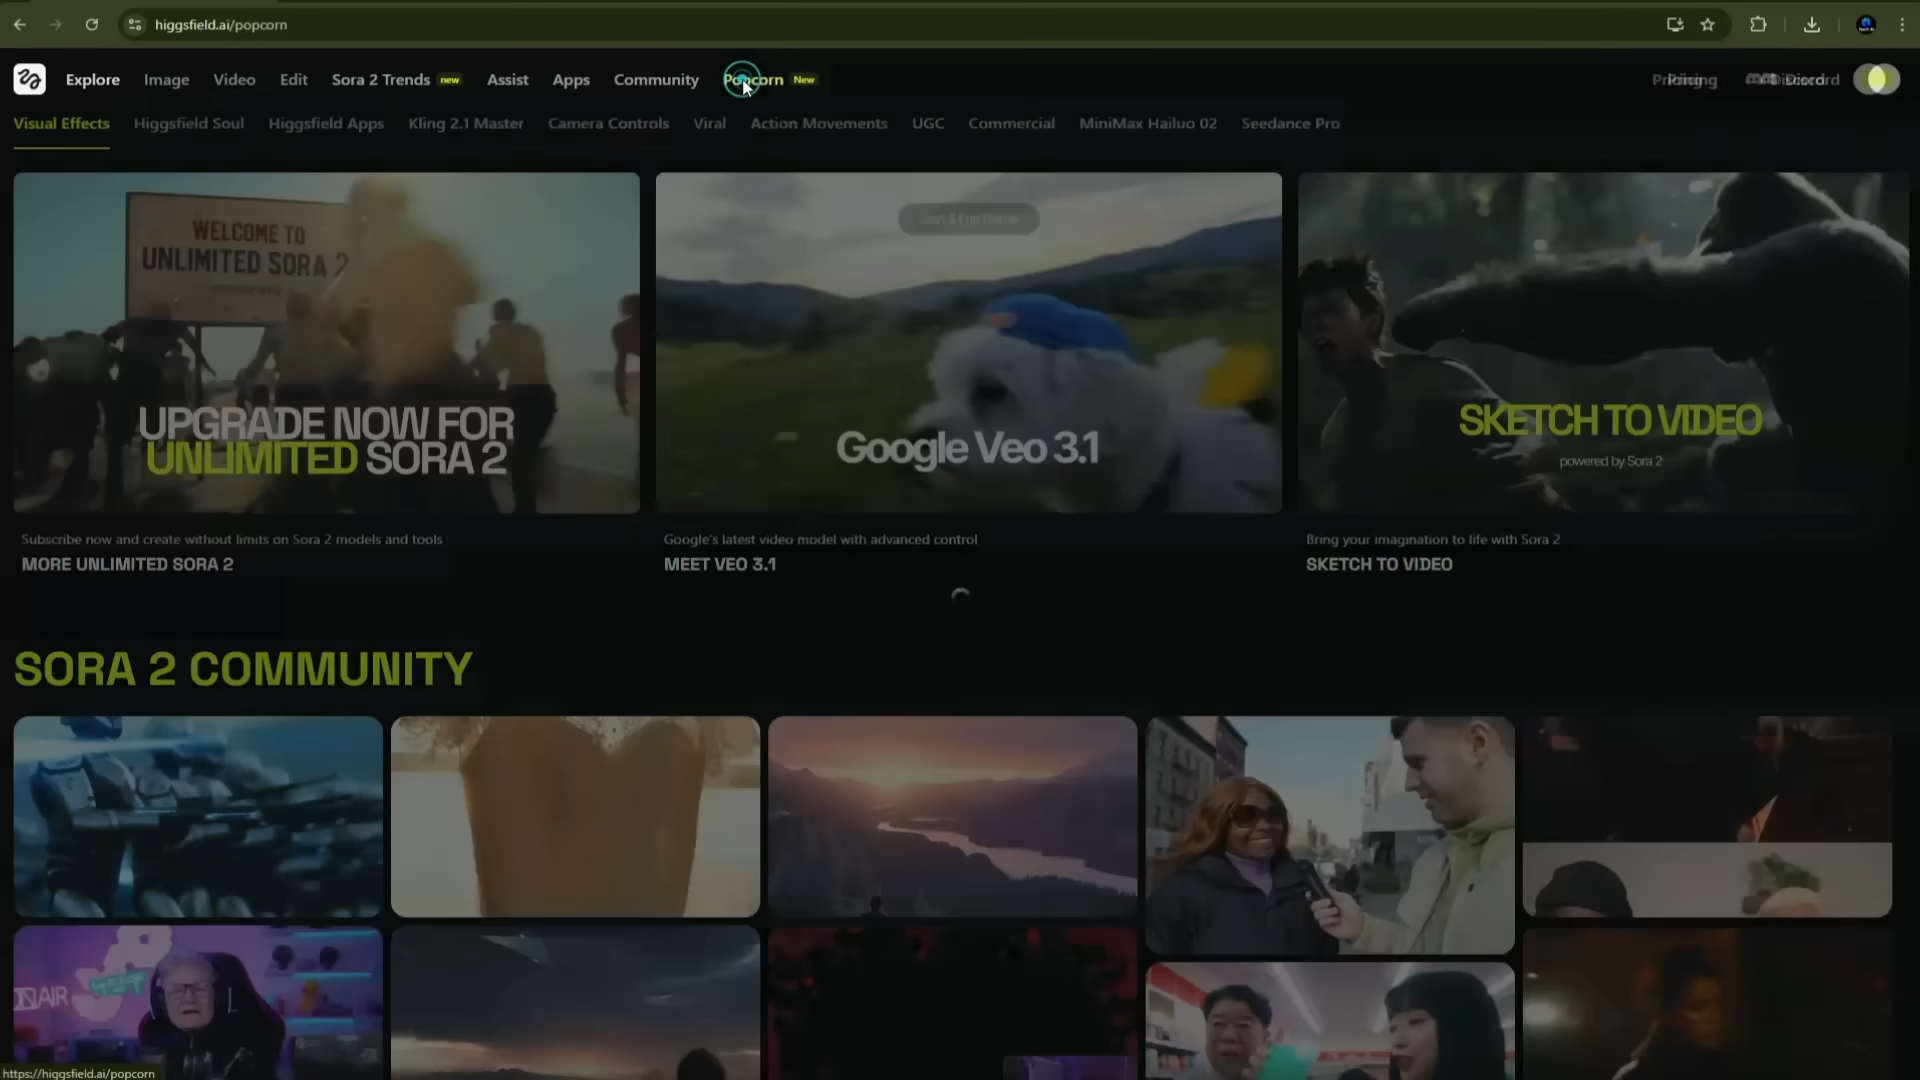 higgsfield.ai/popcorn
Explore Image Video Edit Sora 2 Trends new Assist Apps Community Popcorn New Pricing Discord
Visual Effects Higgsfield Soul Higgsfield Apps Kling 2.1 Master Camera Controls Viral Action Movements UGC Commercial MiniMax Hailuo 02 Seedance Pro
WELCOME TO
UNLIMITED SORA 2
UPGRADE NOW FOR
UNLIMITED SORA 2
Google Veo 3.1
SKETCH TO VIDEO
powered by Sora 2
Subscribe now and create without limits on Sora 2 models and tools
MORE UNLIMITED SORA 2
Google's latest video model with advanced control
MEET VEO 3.1
Bring your imagination to life with Sora 2
SKETCH TO VIDEO
SORA 2 COMMUNITY
ON AIR
https://higgsfield.ai/popcorn